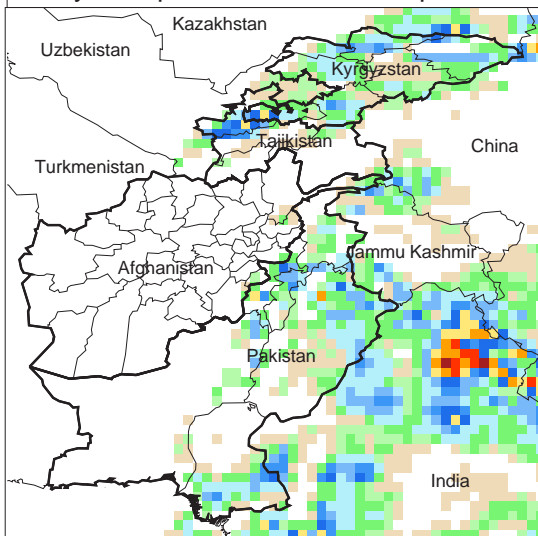 Kazakhstan
Uzbekistan
Kyrgyzstan
Tajikistan
China
Turkmenistan
Jammu Kashmir
Afghanistan
Pakistan
India